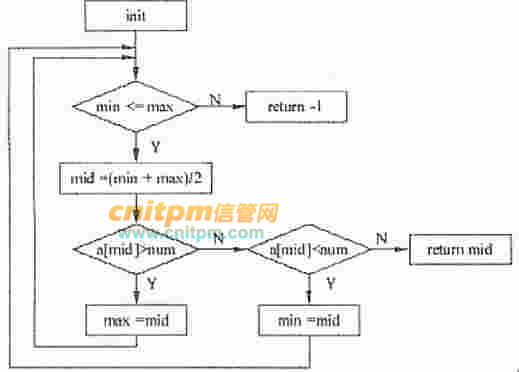 init
min <= max
N
return -1
Y
mid =(min + max)/2
cnitpm信管网
www.cnitpm.com
a[mid]>num
N
a[mid]<num
N
return mid
Y
Y
max =mid
min =mid